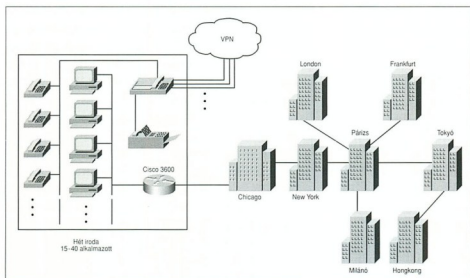 VPN
London
Frankfurt
Párizs
Tokyó
Cisco 3600
Chicago
New York
Hét iroda
15-40 alkalmazott
Milánó
Hongkong